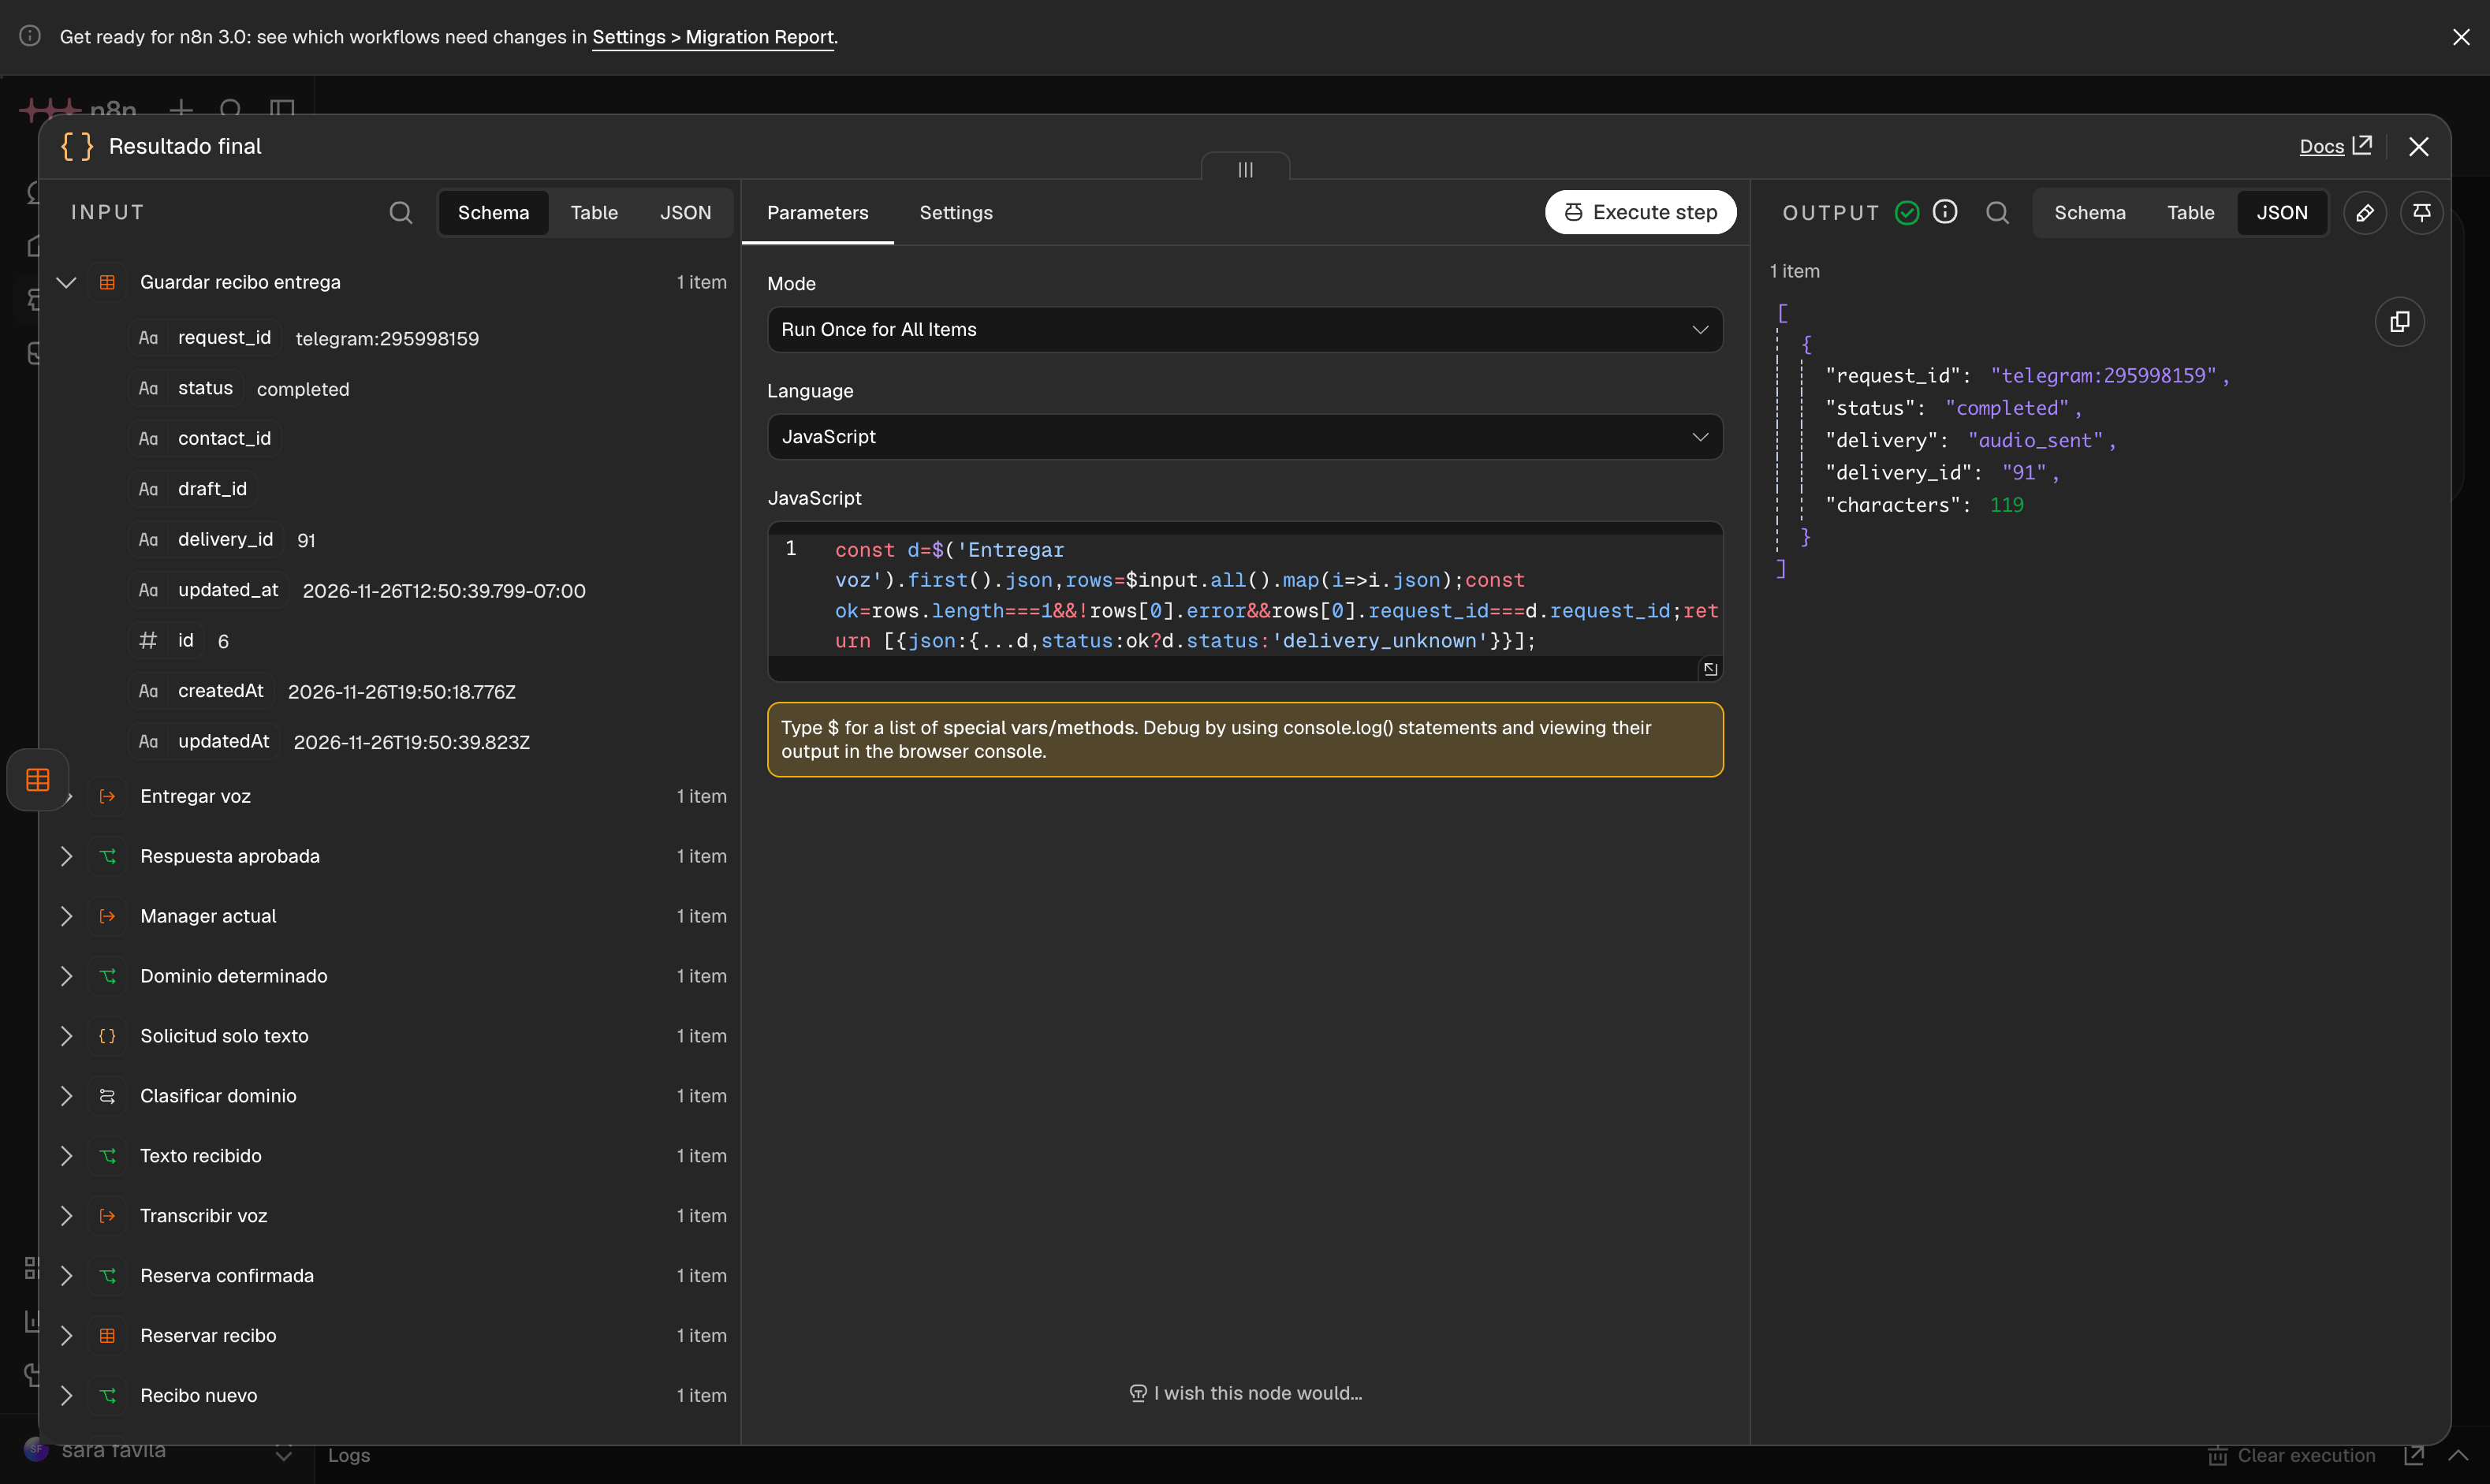 Get ready for n8n 3.0: see which workflows need changes in Settings > Migration Report.
n8n
Resultado final
Docs
INPUT
Schema
Table
JSON
Guardar recibo entrega
1 item
Aa request_id telegram:295998159
Aa status completed
Aa contact_id
Aa draft_id
Aa delivery_id 91
Aa updated_at 2026-11-26T12:50:39.799-07:00
# id 6
Aa createdAt 2026-11-26T19:50:18.776Z
Aa updatedAt 2026-11-26T19:50:39.823Z
Entregar voz 1 item
Respuesta aprobada 1 item
Manager actual 1 item
Dominio determinado 1 item
Solicitud solo texto 1 item
Clasificar dominio 1 item
Texto recibido 1 item
Transcribir voz 1 item
Reserva confirmada 1 item
Reservar recibo 1 item
Recibo nuevo 1 item
Parameters
Settings
Execute step
Mode
Run Once for All Items
Language
JavaScript
JavaScript
1
const d=$('Entregar
voz').first().json,rows=$input.all().map(i=>i.json);const
ok=rows.length===1&&!rows[0].error&&rows[0].request_id===d.request_id;ret
urn [{json:{...d,status:ok?d.status:'delivery_unknown'}}];
Type $ for a list of special vars/methods. Debug by using console.log() statements and viewing their
output in the browser console.
I wish this node would...
OUTPUT
Schema
Table
JSON
1 item
[
{
"request_id": "telegram:295998159",
"status": "completed",
"delivery": "audio_sent",
"delivery_id": "91",
"characters": 119
}
]
SF
sara favila
Logs
Clear execution